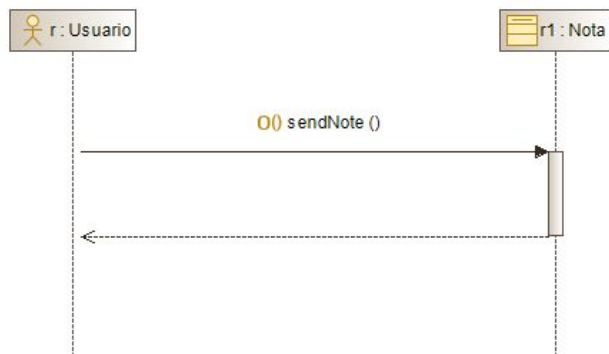 r : Usuario
r1 : Nota
O() sendNote ()